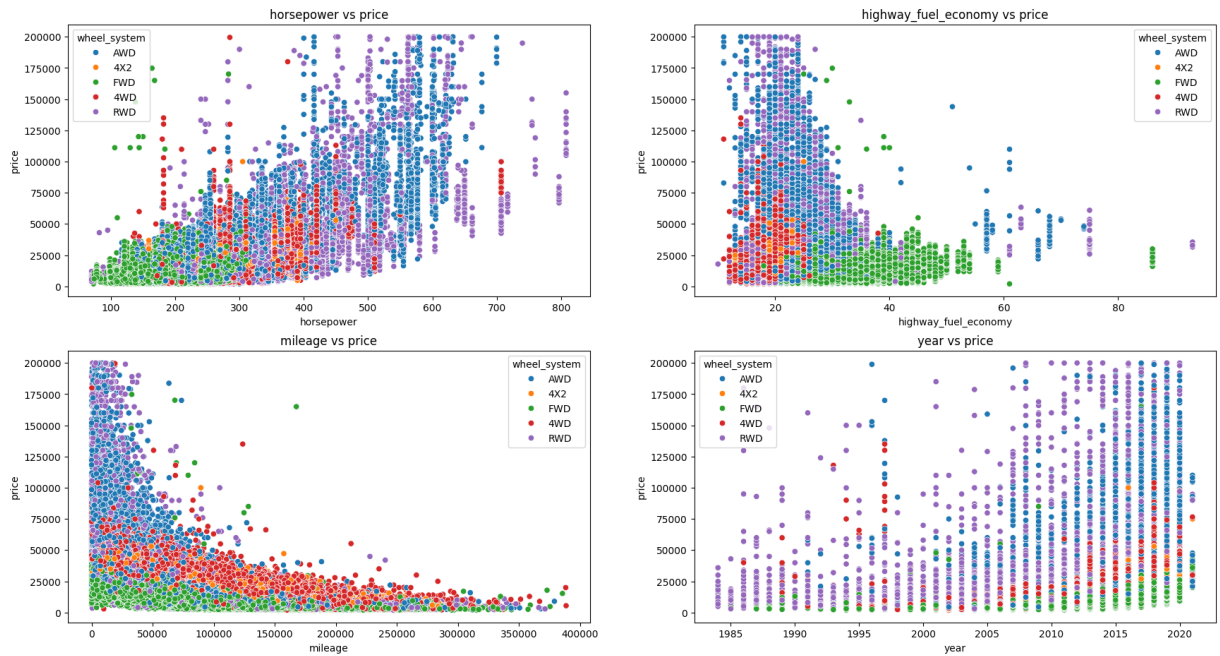 horsepower vs price
200000
175000
150000
125000
100000
75000
50000
25000
0
price
wheel_system
AWD
4X2
FWD
4WD
RWD
100 200 300 400 500 600 700 800
horsepower
highway_fuel_economy vs price
200000
175000
150000
125000
100000
75000
50000
25000
0
price
wheel_system
AWD
4X2
FWD
4WD
RWD
20 40 60 80
highway_fuel_economy
mileage vs price
200000
175000
150000
125000
100000
75000
50000
25000
0
price
wheel_system
AWD
4X2
FWD
4WD
RWD
0 50000 100000 150000 200000 250000 300000 350000 400000
mileage
year vs price
200000
175000
150000
125000
100000
75000
50000
25000
0
price
wheel_system
AWD
4X2
FWD
4WD
RWD
1985 1990 1995 2000 2005 2010 2015 2020
year